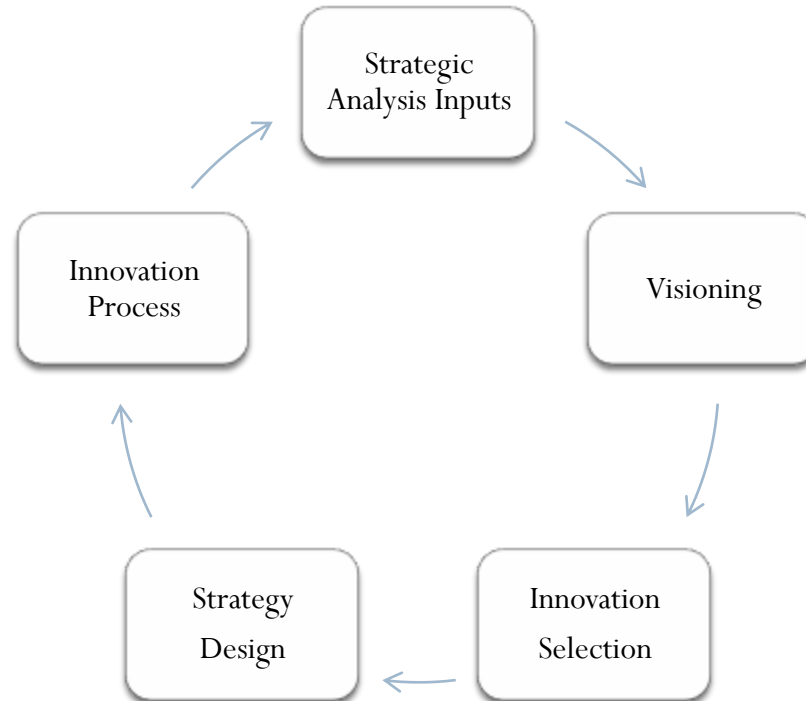 Strategic
Analysis Inputs
Visioning
Innovation
Selection
Strategy
Design
Innovation
Process